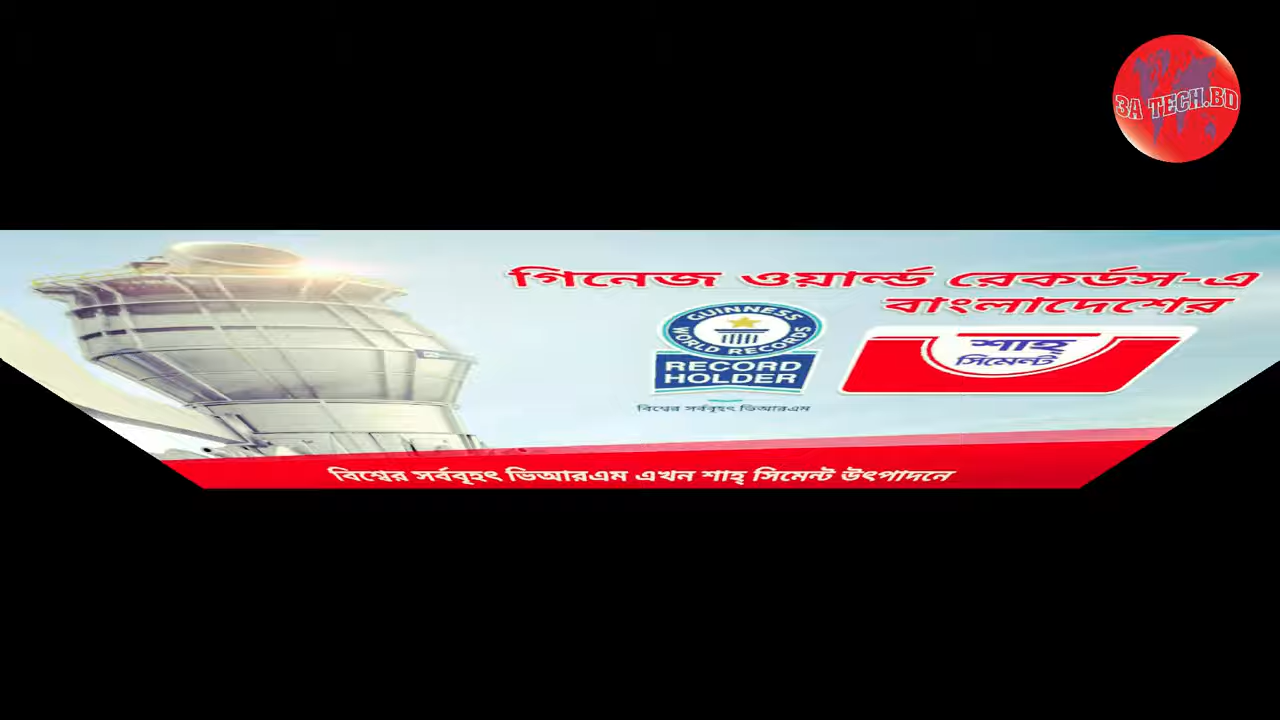 3A TECH.BD
গিনেজ ওয়ার্ল্ড রেকর্ডস-এ
বাংলাদেশের
GUINNESS
WORLD RECORDS
RECORD
HOLDER
শাহ্
সিমেন্ট
বিশ্বের সর্ববৃহৎ ভিআরএম
বিশ্বের সর্ববৃহৎ ভিআরএম এখন শাহ্ সিমেন্ট উৎপাদনে